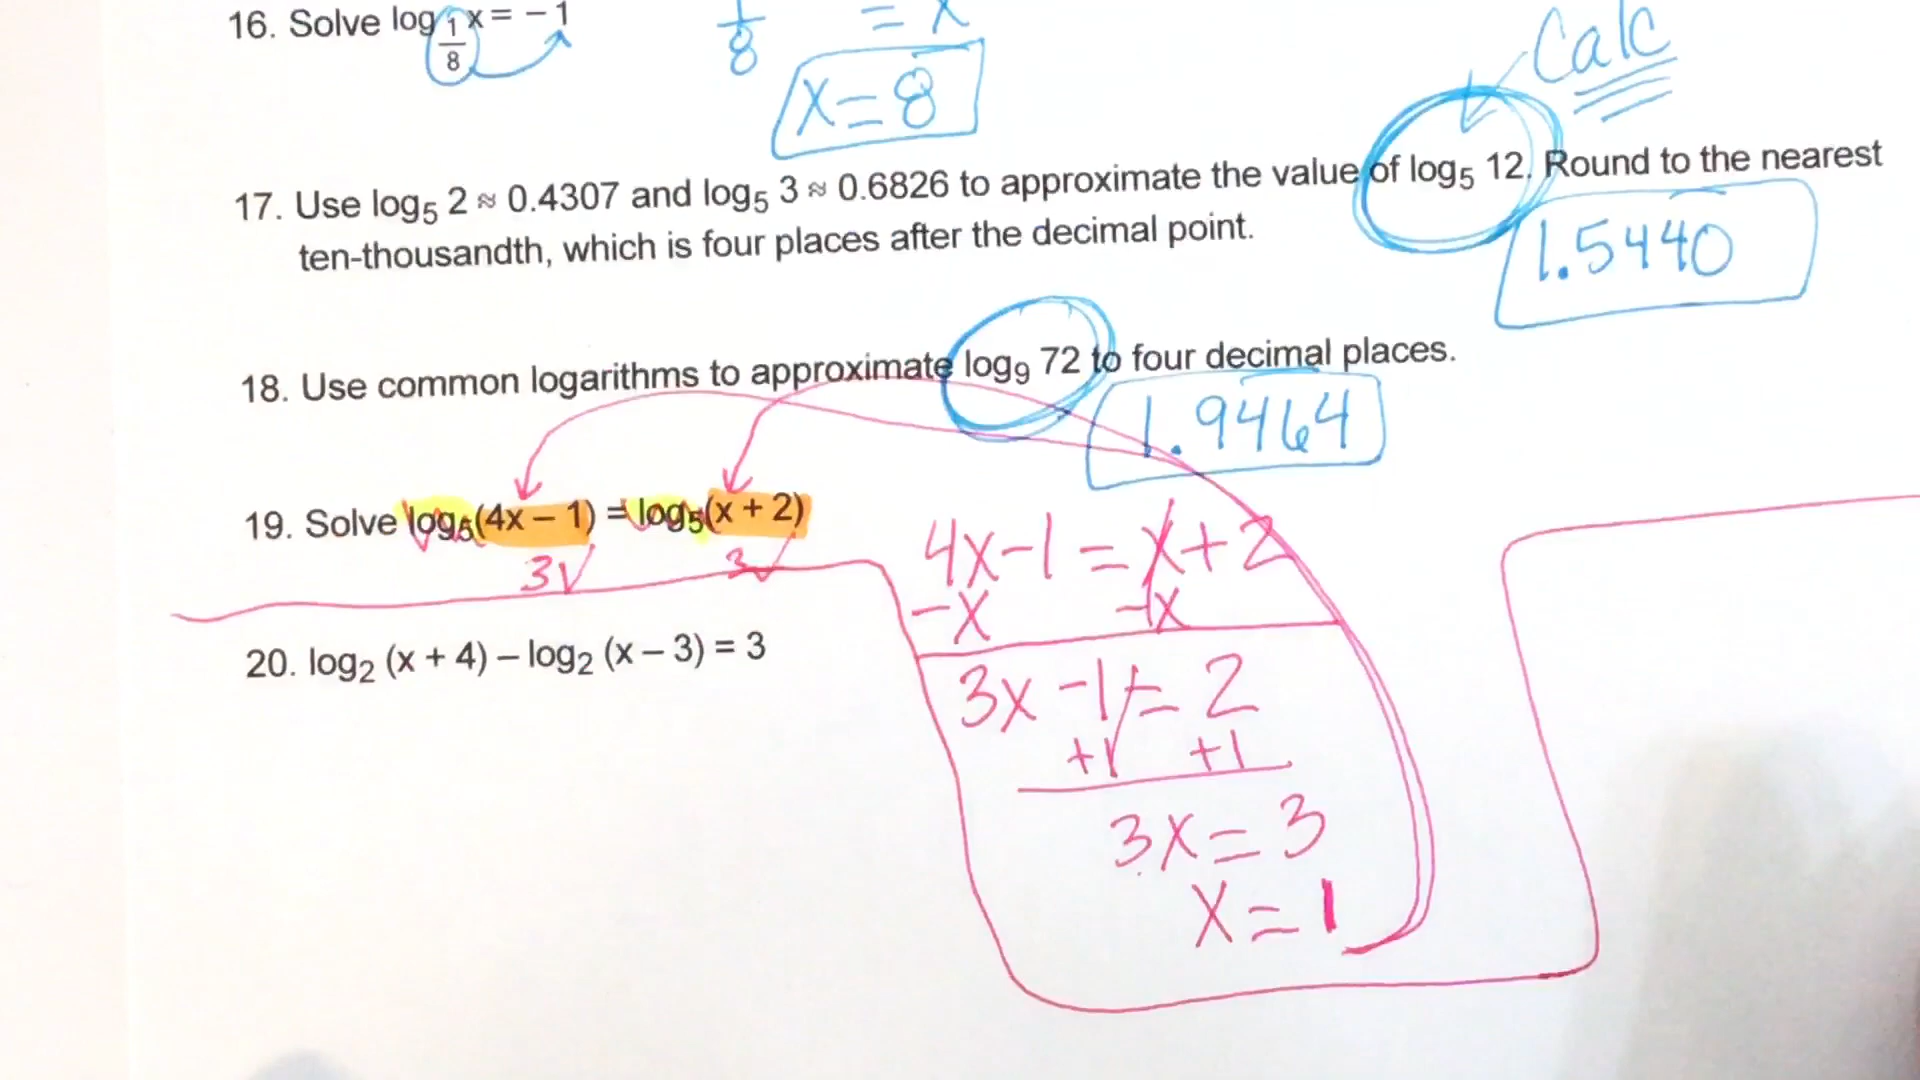 16. Solve log 1/8 x = – 1
1/8 = x
x = 8
Calc
17. Use log5 2 ≈ 0.4307 and log5 3 ≈ 0.6826 to approximate the value of log5 12. Round to the nearest
ten-thousandth, which is four places after the decimal point.
1.5440
18. Use common logarithms to approximate log9 72 to four decimal places.
1.9464
19. Solve log5(4x – 1) = log5(x + 2)
3 3
4x-1 = x+2
-x -x
3x -1 = 2
+1 +1
3x = 3
x = 1
20. log2 (x + 4) – log2 (x – 3) = 3